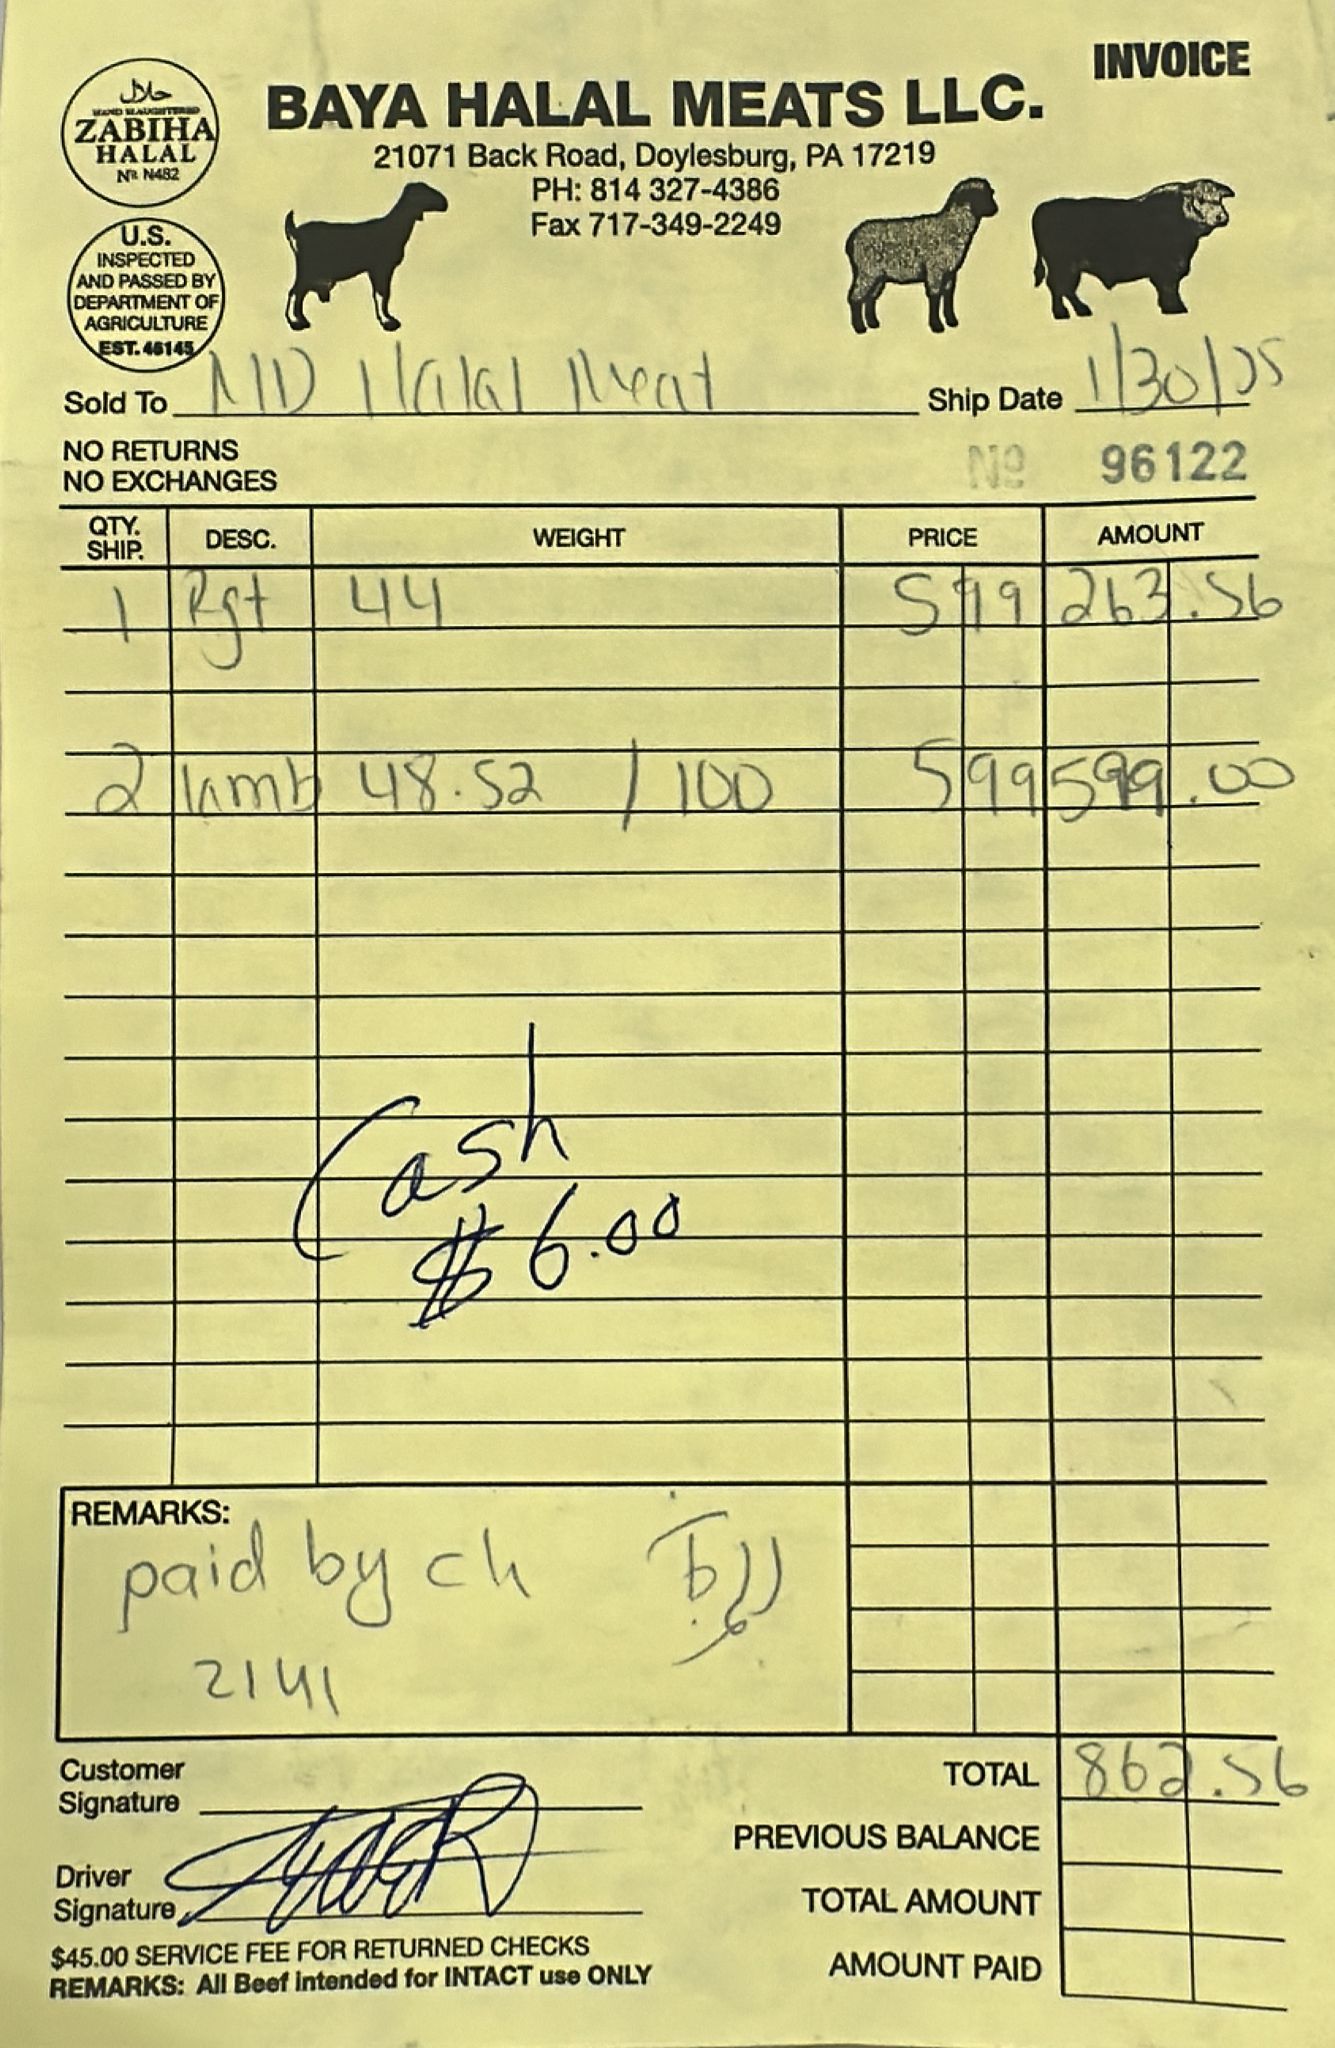 INVOICE
حلال
HAND SLAUGHTERED
ZABIHA
HALAL
Nº N482
BAYA HALAL MEATS LLC.
21071 Back Road, Doylesburg, PA 17219
PH: 814 327-4386
Fax 717-349-2249
U.S.
INSPECTED
AND PASSED BY
DEPARTMENT OF
AGRICULTURE
EST. 46145
Sold To MD Halal Meat Ship Date 1/30/25
NO RETURNS
NO EXCHANGES
Nº 96122
QTY. SHIP. DESC. WEIGHT PRICE AMOUNT
1 Rgt 44 5 99 263.56
2 lamb 48.52 / 100 5 99 599.00
Cash
$6.00
REMARKS:
paid by ch
2141
Customer
Signature
Driver
Signature
TOTAL 862.56
PREVIOUS BALANCE
TOTAL AMOUNT
AMOUNT PAID
$45.00 SERVICE FEE FOR RETURNED CHECKS
REMARKS: All Beef intended for INTACT use ONLY